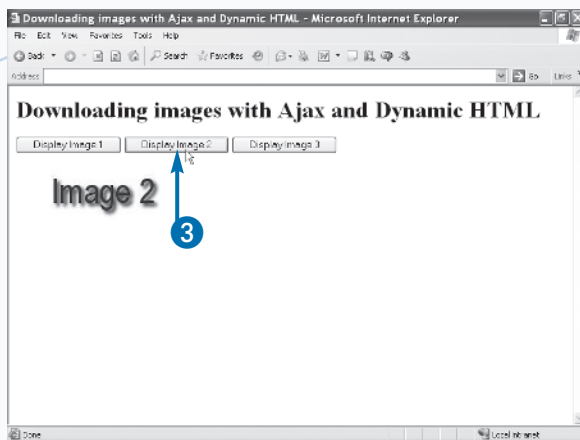 Downloading images with Ajax and Dynamic HTML - Microsoft Internet Explorer
File Edit View Favorites Tools Help
Back Search Favorites
Address Go Links
Downloading images with Ajax and Dynamic HTML
Display Image 1 Display Image 2 Display Image 3
Image 2
3
Done Local intranet